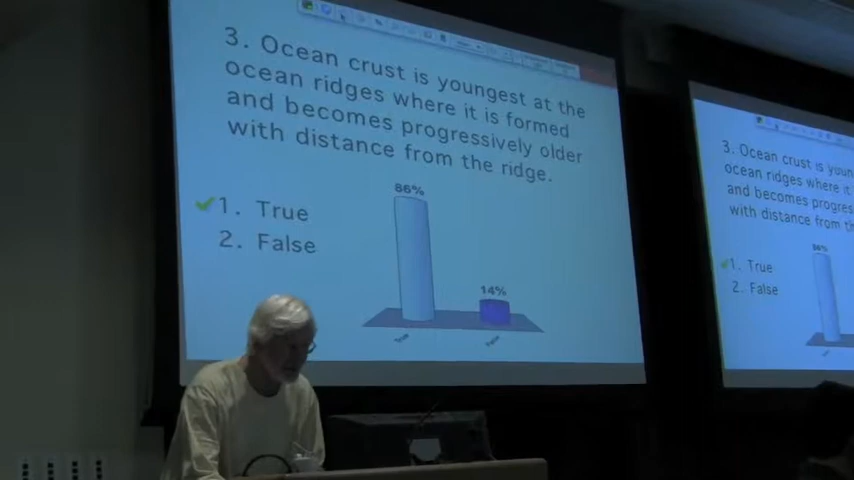 3. Ocean crust is youngest at the
ocean ridges where it is formed
and becomes progressively older
with distance from the ridge.
1. True
2. False
86%
14%
3. Ocean crust is youn
ocean ridges where it
and becomes progres
with distance from th
1. True
2. False
86%